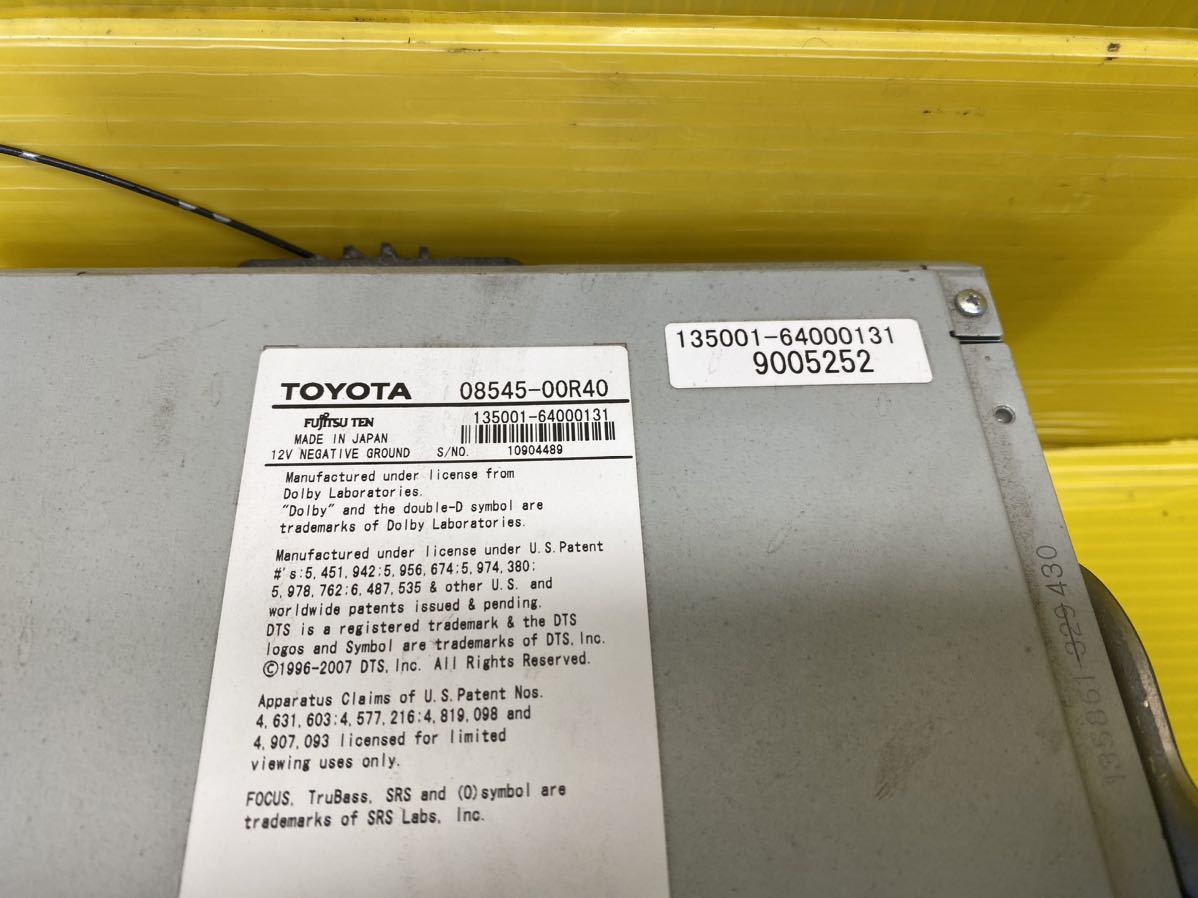 TOYOTA 08545-00R40
FUJITSU TEN 135001-64000131
MADE IN JAPAN
12V NEGATIVE GROUND S/NO. 10904489
Manufactured under license from
Dolby Laboratories.
"Dolby" and the double-D symbol are
trademarks of Dolby Laboratories.
Manufactured under license under U.S.Patent
#'s:5,451,942:5,956,674:5,974,380:
5,978,762:6,487,535 & other U.S. and
worldwide patents issued & pending.
DTS is a registered trademark & the DTS
logos and Symbol are trademarks of DTS, Inc.
©1996-2007 DTS, Inc. All Rights Reserved.
Apparatus Claims of U.S.Patent Nos.
4,631,603:4,577,216:4,819,098 and
4,907,093 licensed for limited
viewing uses only.
FOCUS, TruBass, SRS and (O)symbol are
trademarks of SRS Labs, Inc.
135001-64000131
9005252
135861-329 430